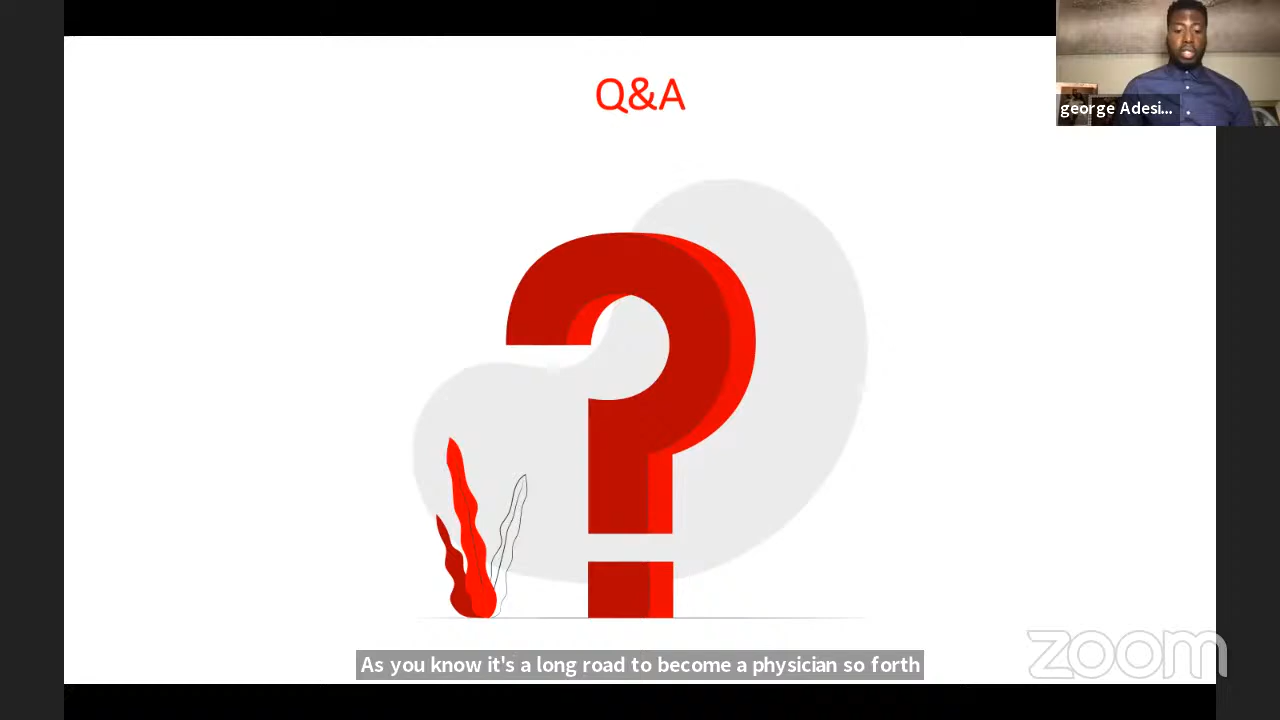 Q&A
george Adesi...
As you know it's a long road to become a physician so forth
zoom